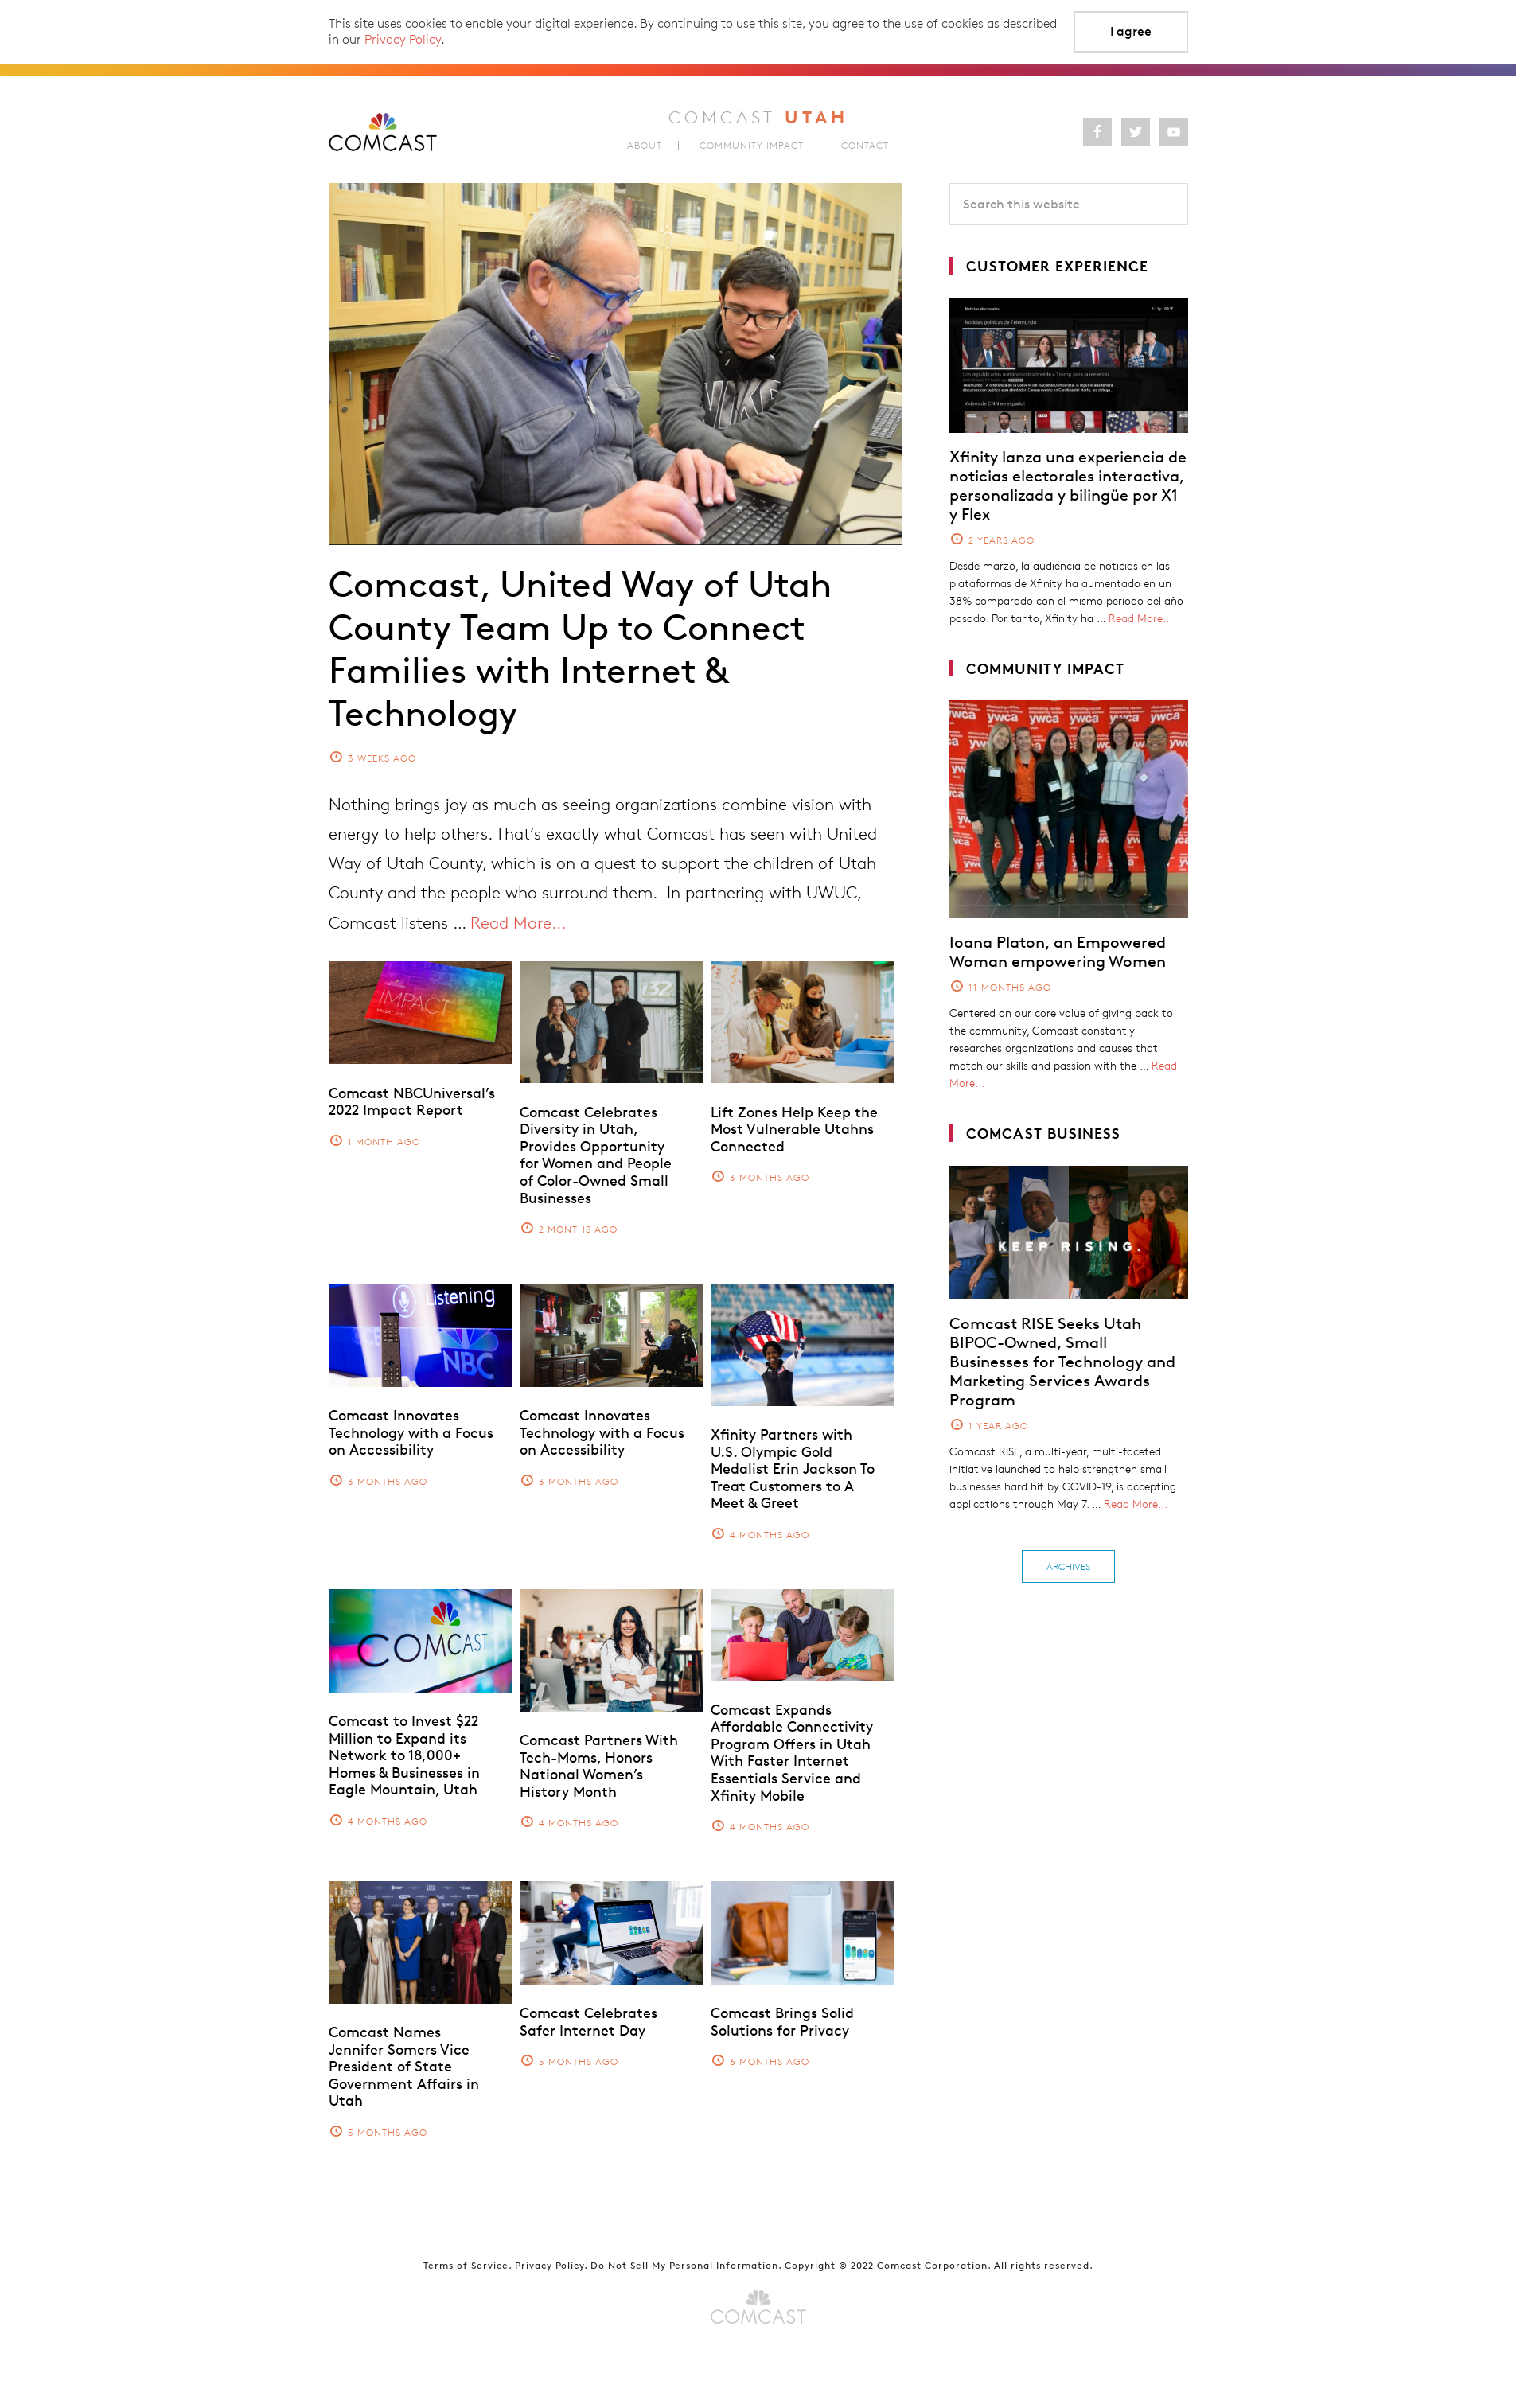 This site uses cookies to enable your digital experience. By continuing to use this site, you agree to the use of cookies as described
in our Privacy Policy.
I agree
COMCAST
COMCAST UTAH
ABOUT | COMMUNITY IMPACT | CONTACT
Search this website
Comcast, United Way of Utah
County Team Up to Connect
Families with Internet &
Technology
3 WEEKS AGO
Nothing brings joy as much as seeing organizations combine vision with
energy to help others. That's exactly what Comcast has seen with United
Way of Utah County, which is on a quest to support the children of Utah
County and the people who surround them.  In partnering with UWUC,
Comcast listens ... Read More...
IMPACT
Comcast NBCUniversal's
2022 Impact Report
1 MONTH AGO
132
Comcast Celebrates
Diversity in Utah,
Provides Opportunity
for Women and People
of Color-Owned Small
Businesses
2 MONTHS AGO
Lift Zones Help Keep the
Most Vulnerable Utahns
Connected
3 MONTHS AGO
Listening
NBC
Comcast Innovates
Technology with a Focus
on Accessibility
3 MONTHS AGO
Comcast Innovates
Technology with a Focus
on Accessibility
3 MONTHS AGO
Xfinity Partners with
U.S. Olympic Gold
Medalist Erin Jackson To
Treat Customers to A
Meet & Greet
4 MONTHS AGO
COMCAST
Comcast to Invest $22
Million to Expand its
Network to 18,000+
Homes & Businesses in
Eagle Mountain, Utah
4 MONTHS AGO
Comcast Partners With
Tech-Moms, Honors
National Women's
History Month
4 MONTHS AGO
Comcast Expands
Affordable Connectivity
Program Offers in Utah
With Faster Internet
Essentials Service and
Xfinity Mobile
4 MONTHS AGO
Comcast Names
Jennifer Somers Vice
President of State
Government Affairs in
Utah
5 MONTHS AGO
Comcast Celebrates
Safer Internet Day
5 MONTHS AGO
Comcast Brings Solid
Solutions for Privacy
6 MONTHS AGO
CUSTOMER EXPERIENCE
Noticias electorales
Noticias políticas de Telemundo
Videos de CNN en español
Xfinity lanza una experiencia de
noticias electorales interactiva,
personalizada y bilingüe por X1
y Flex
2 YEARS AGO
Desde marzo, la audiencia de noticias en las
plataformas de Xfinity ha aumentado en un
38% comparado con el mismo período del año
pasado. Por tanto, Xfinity ha ... Read More...
COMMUNITY IMPACT
ywca
Ioana Platon, an Empowered
Woman empowering Women
11 MONTHS AGO
Centered on our core value of giving back to
the community, Comcast constantly
researches organizations and causes that
match our skills and passion with the ... Read
More...
COMCAST BUSINESS
KEEP RISING.
Comcast RISE Seeks Utah
BIPOC-Owned, Small
Businesses for Technology and
Marketing Services Awards
Program
1 YEAR AGO
Comcast RISE, a multi-year, multi-faceted
initiative launched to help strengthen small
businesses hard hit by COVID-19, is accepting
applications through May 7. ... Read More...
ARCHIVES
Terms of Service. Privacy Policy. Do Not Sell My Personal Information. Copyright © 2022 Comcast Corporation. All rights reserved.
COMCAST